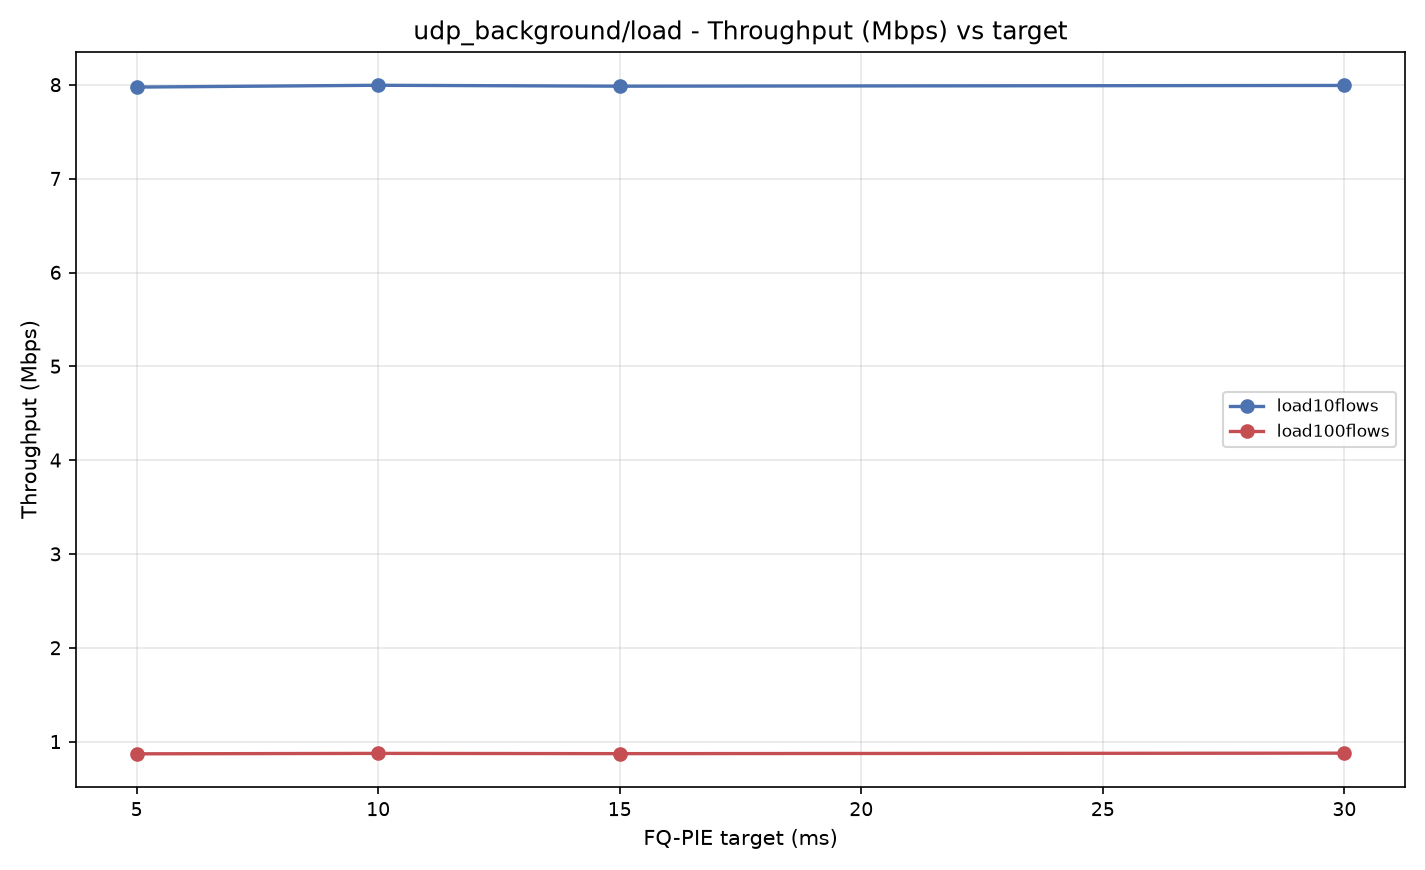 udp_background/load - Throughput (Mbps) vs target
Throughput (Mbps)
8
7
6
5
4
3
2
1
load10flows
load100flows
5 10 15 20 25 30
FQ-PIE target (ms)